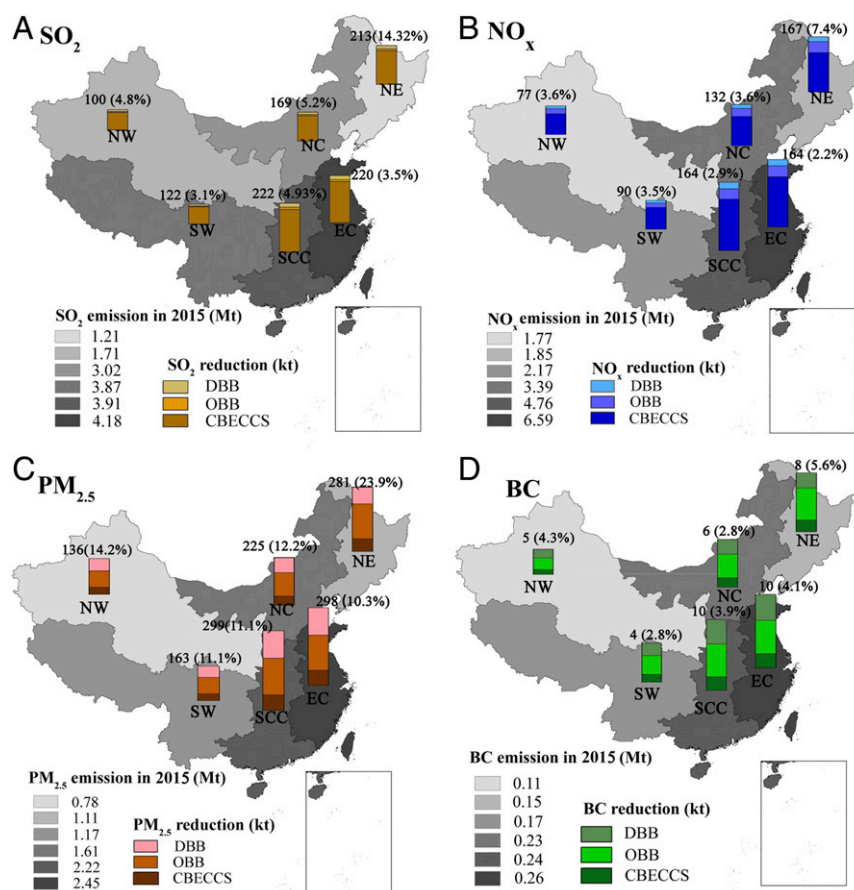 A SO2
213(14.32%)
NE
100 (4.8%)
NW
169 (5.2%)
NC
122 (3.1%)
SW
222 (4.93%)
SCC
220 (3.5%)
EC
SO2 emission in 2015 (Mt)
1.21
1.71
3.02
3.87
3.91
4.18
SO2 reduction (kt)
DBB
OBB
CBECCS
B NOx
167 (7.4%)
NE
77 (3.6%)
NW
132 (3.6%)
NC
90 (3.5%)
SW
164 (2.9%)
SCC
164 (2.2%)
EC
NOx emission in 2015 (Mt)
1.77
1.85
2.17
3.39
4.76
6.59
NOx reduction (kt)
DBB
OBB
CBECCS
C PM2.5
281 (23.9%)
NE
136(14.2%)
NW
225 (12.2%)
NC
163 (11.1%)
SW
299(11.1%)
SCC
298 (10.3%)
EC
PM2.5 emission in 2015 (Mt)
0.78
1.11
1.17
1.61
2.22
2.45
PM2.5 reduction (kt)
DBB
OBB
CBECCS
D BC
8 (5.6%)
NE
5 (4.3%)
NW
6 (2.8%)
NC
4 (2.8%)
SW
10 (3.9%)
SCC
10 (4.1%)
EC
BC emission in 2015 (Mt)
0.11
0.15
0.17
0.23
0.24
0.26
BC reduction (kt)
DBB
OBB
CBECCS